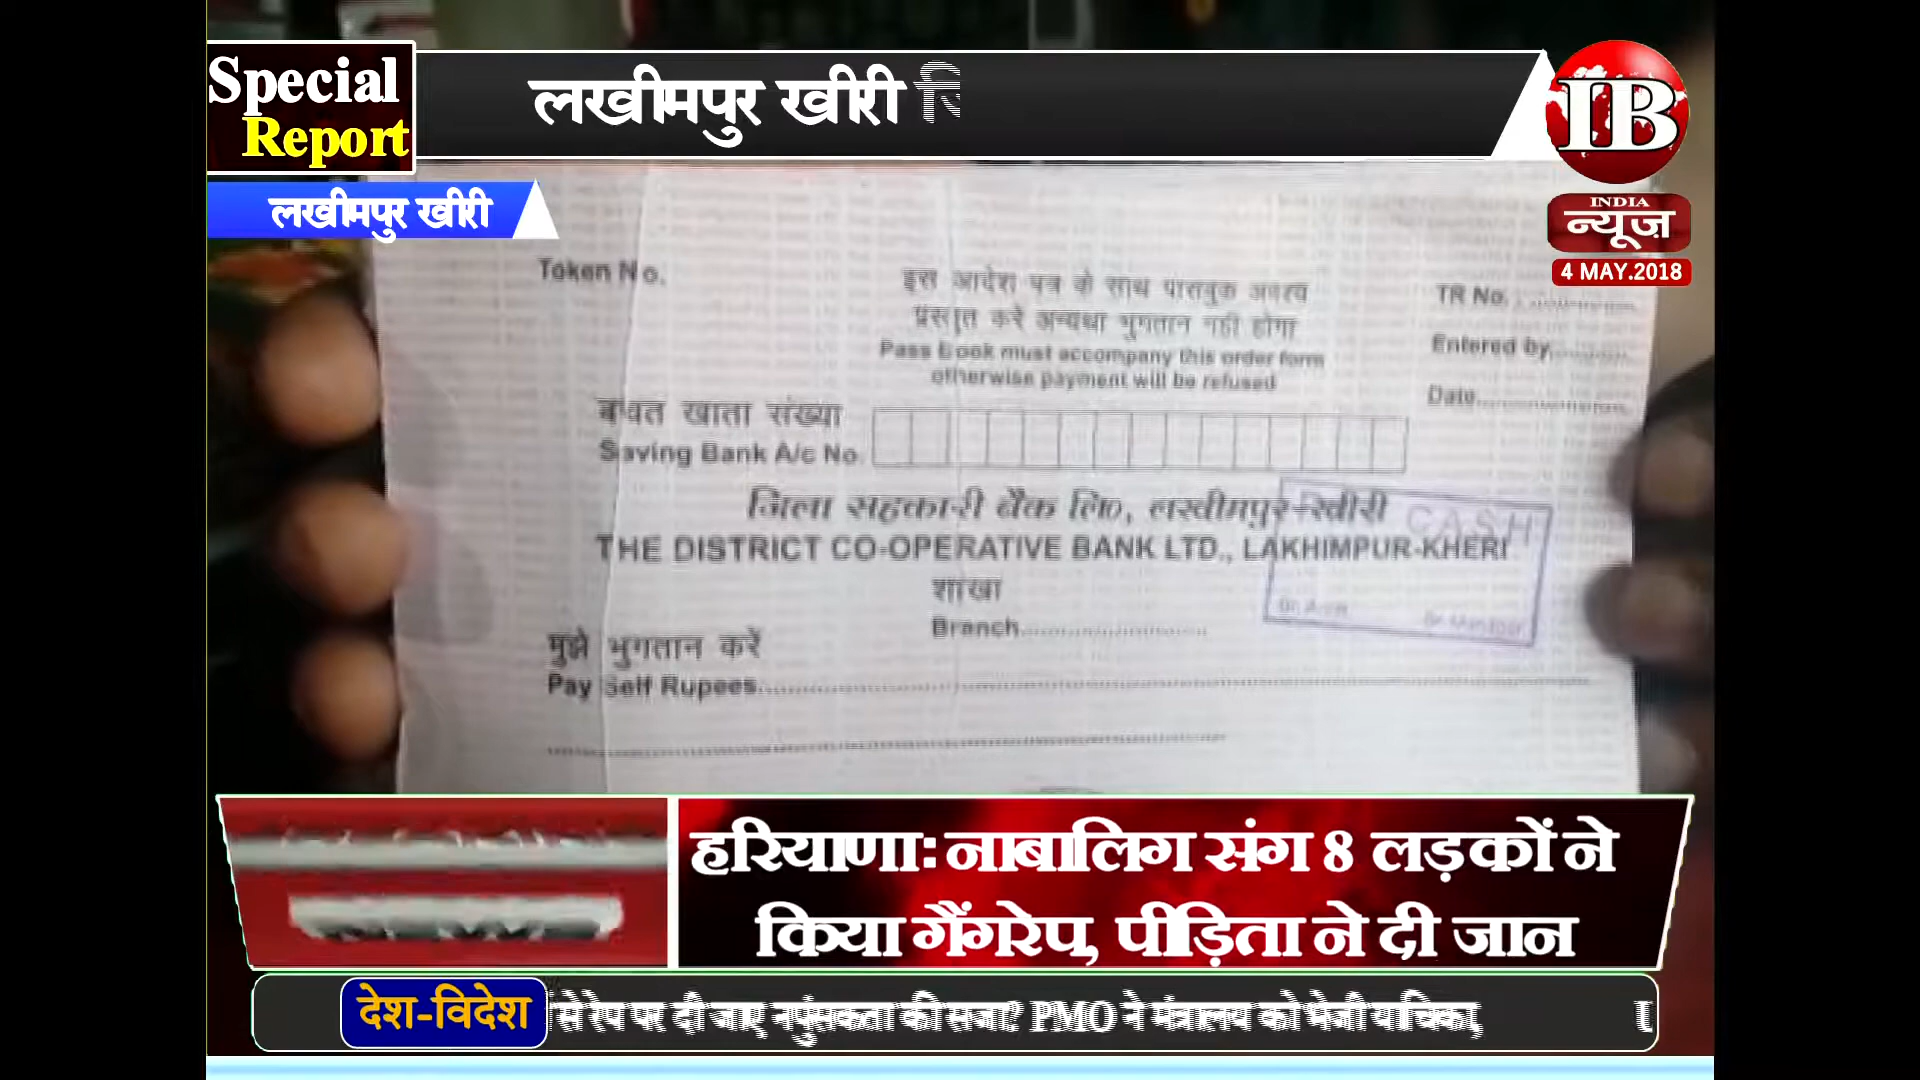 Special
Report
लखीमपुर खीरी
IB
लखीमपुर खीरी
INDIA
न्यूज़
4 MAY.2018
Token No.
इस आदेश पत्र के साथ पासबुक अवश्य
प्रस्तुत करें अन्यथा भुगतान नहीं होगा
Pass Book must accompany this order form
otherwise payment will be refused
TR No.
Entered by
Date
बचत खाता संख्या
Saving Bank A/c No.
जिला सहकारी बैंक लि०, लखीमपुर-खीरी
CASH
THE DISTRICT CO-OPERATIVE BANK LTD., LAKHIMPUR-KHERI
शाखा
Branch
मुझे भुगतान करें
Pay Self Rupees
हरियाणा: नाबालिग संग 8 लड़कों ने
किया गैंगरेप, पीड़िता ने दी जान
देश-विदेश
से रेप पर दी जाए नपुंसकता की सजा? PMO ने मंत्रालय को भेजी याचिका,